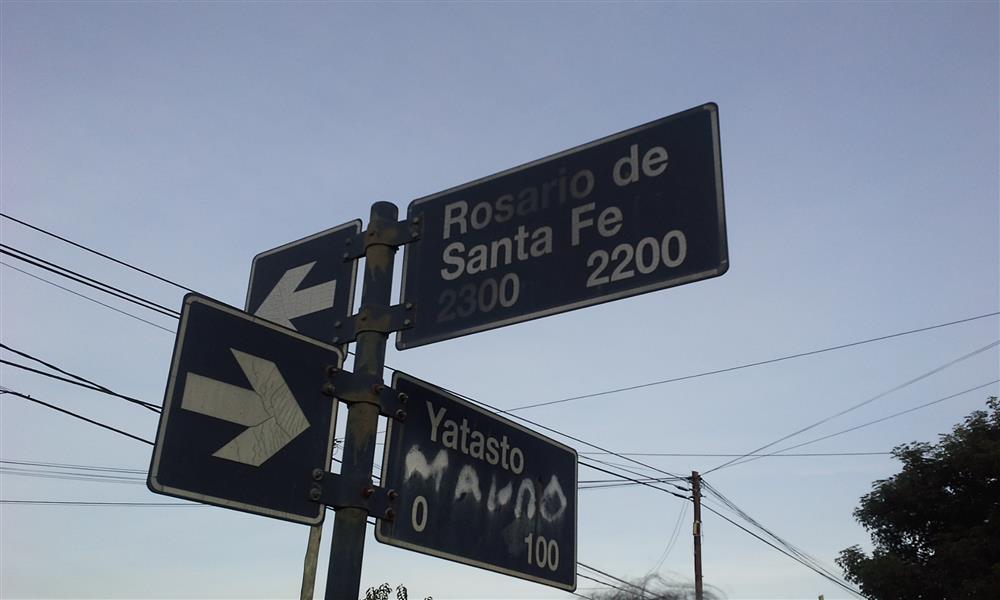 Rosario de
Santa Fe
2300 2200
Yatasto
0 100